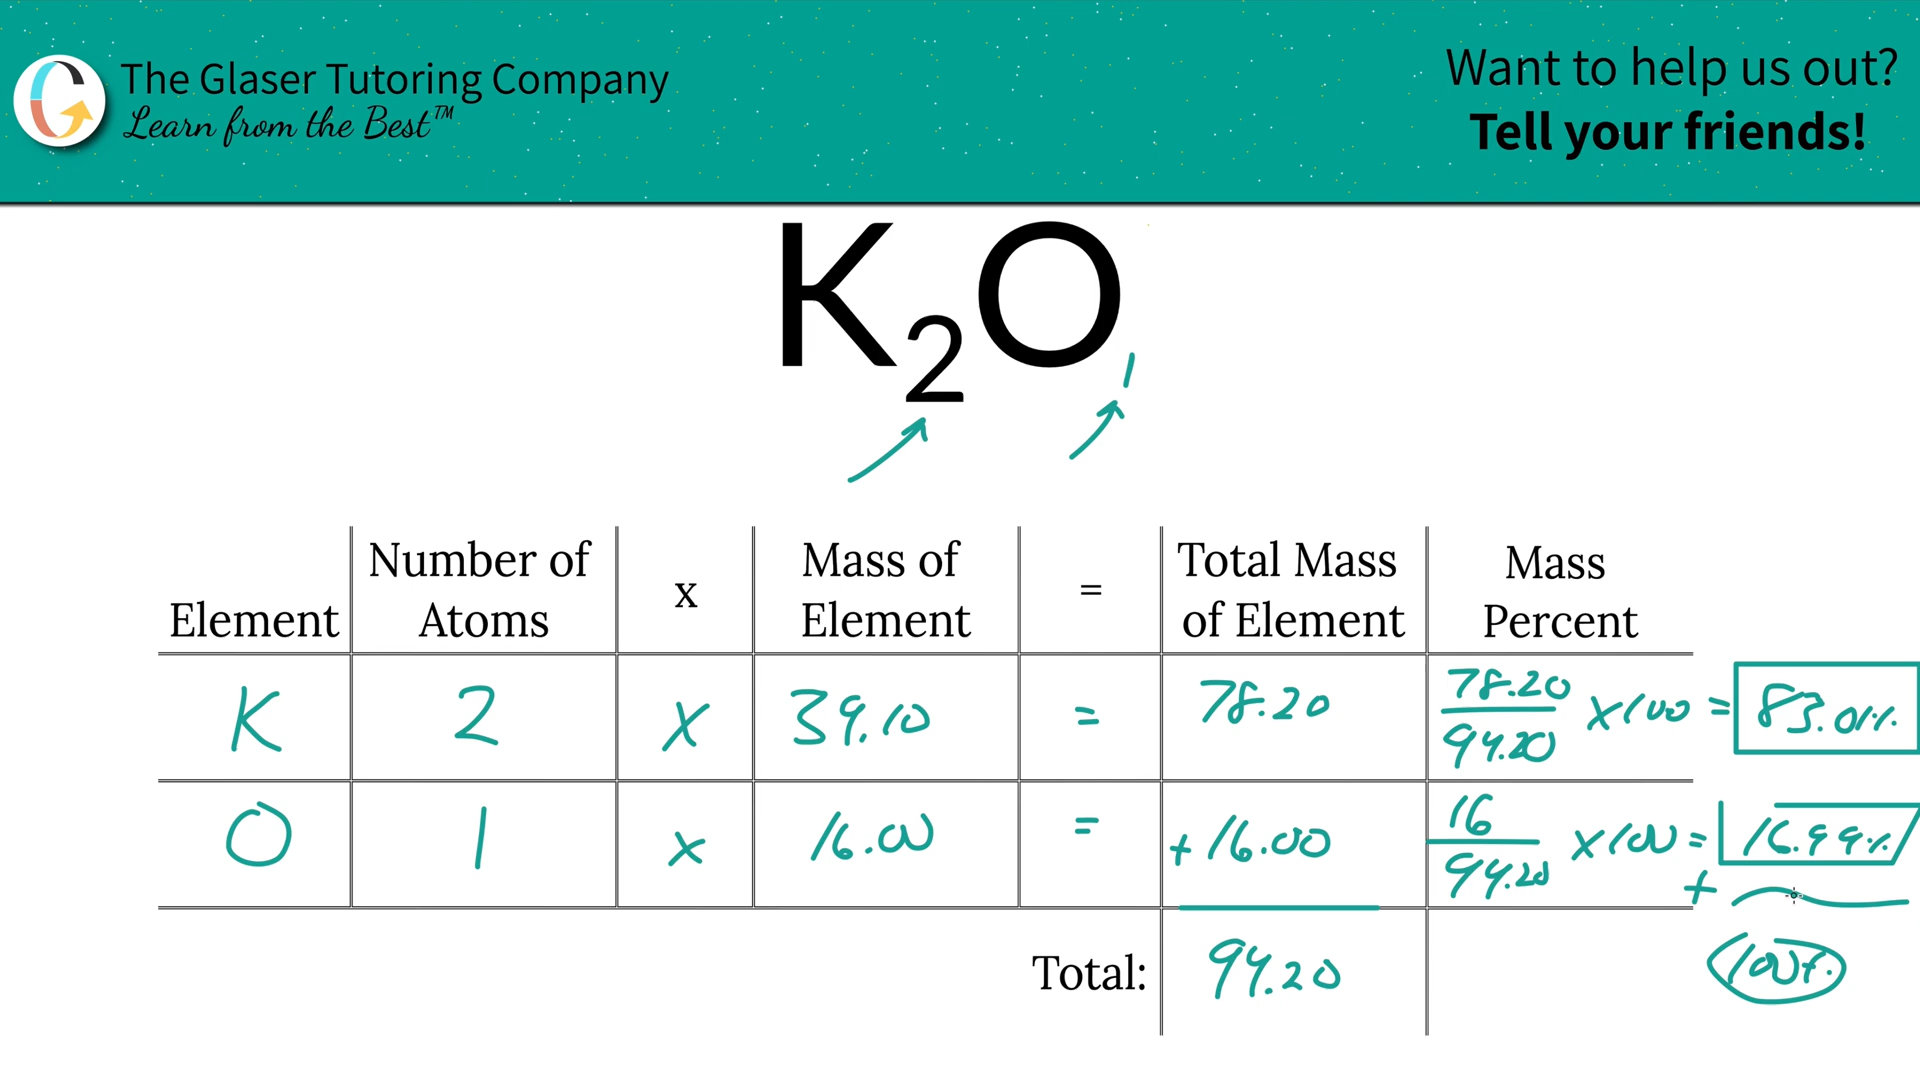 The Glaser Tutoring Company
Learn from the Best™
Want to help us out?
Tell your friends!
K₂O 1
Element Number of Atoms x Mass of Element = Total Mass of Element Mass Percent
K 2 x 39.10 = 78.20 78.20/94.20 x100 = 83.01%
O 1 x 16.00 = +16.00 16/94.20 x100 = 16.99%
+
Total: 94.20 100%